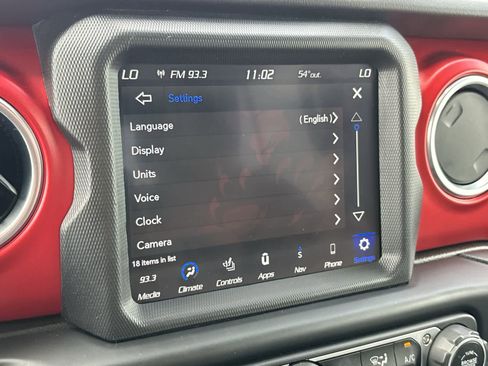 LO FM 93.3 11:02 54°out. LO
Settings X
Language (English)
Display
Units
Voice
Clock
Camera
18 items in list
93.3 S
Media Climate Controls Apps Nav Phone Settings
A/C
BROWSE